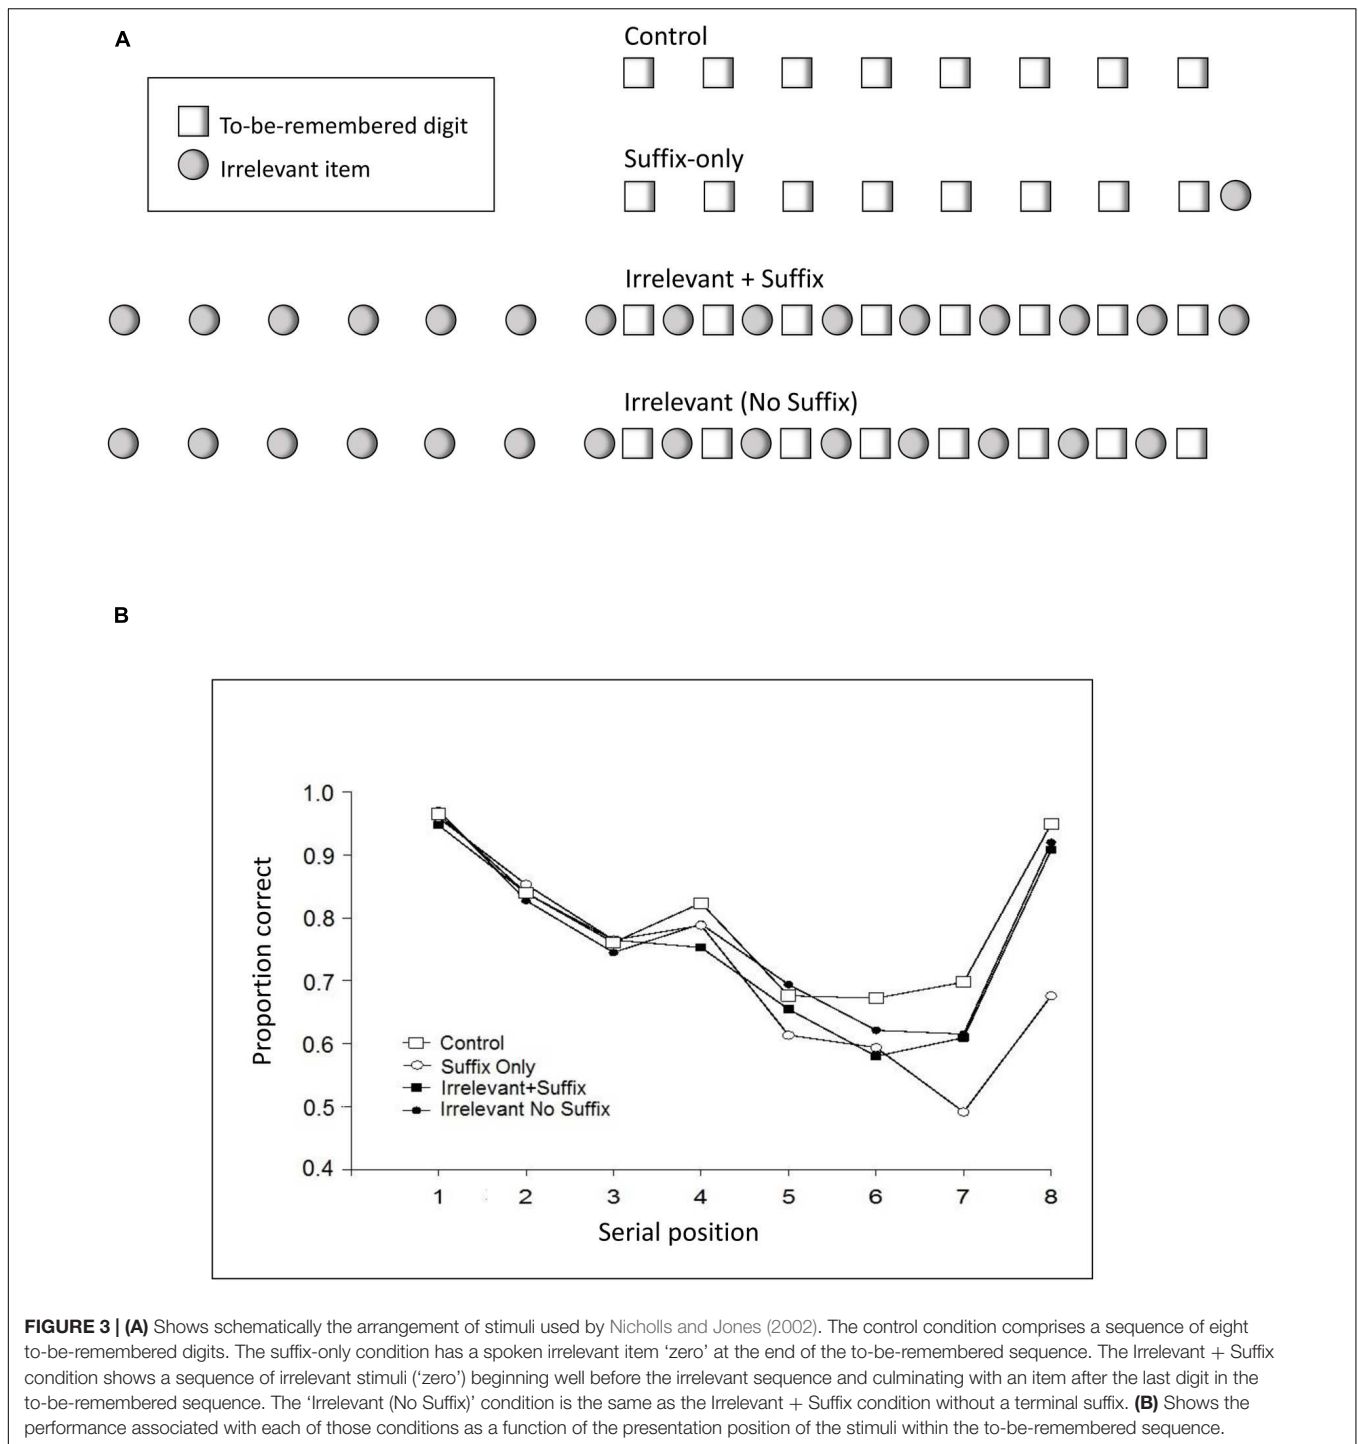 A
Control
To-be-remembered digit
Irrelevant item
Suffix-only
Irrelevant + Suffix
Irrelevant (No Suffix)
B
1.0
0.9
0.8
0.7
0.6
0.5
0.4
Proportion correct
Control
Suffix Only
Irrelevant+Suffix
Irrelevant No Suffix
1 2 3 4 5 6 7 8
Serial position
FIGURE 3 | (A) Shows schematically the arrangement of stimuli used by Nicholls and Jones (2002). The control condition comprises a sequence of eight
to-be-remembered digits. The suffix-only condition has a spoken irrelevant item ‘zero’ at the end of the to-be-remembered sequence. The Irrelevant + Suffix
condition shows a sequence of irrelevant stimuli (‘zero’) beginning well before the irrelevant sequence and culminating with an item after the last digit in the
to-be-remembered sequence. The ‘Irrelevant (No Suffix)’ condition is the same as the Irrelevant + Suffix condition without a terminal suffix. (B) Shows the
performance associated with each of those conditions as a function of the presentation position of the stimuli within the to-be-remembered sequence.